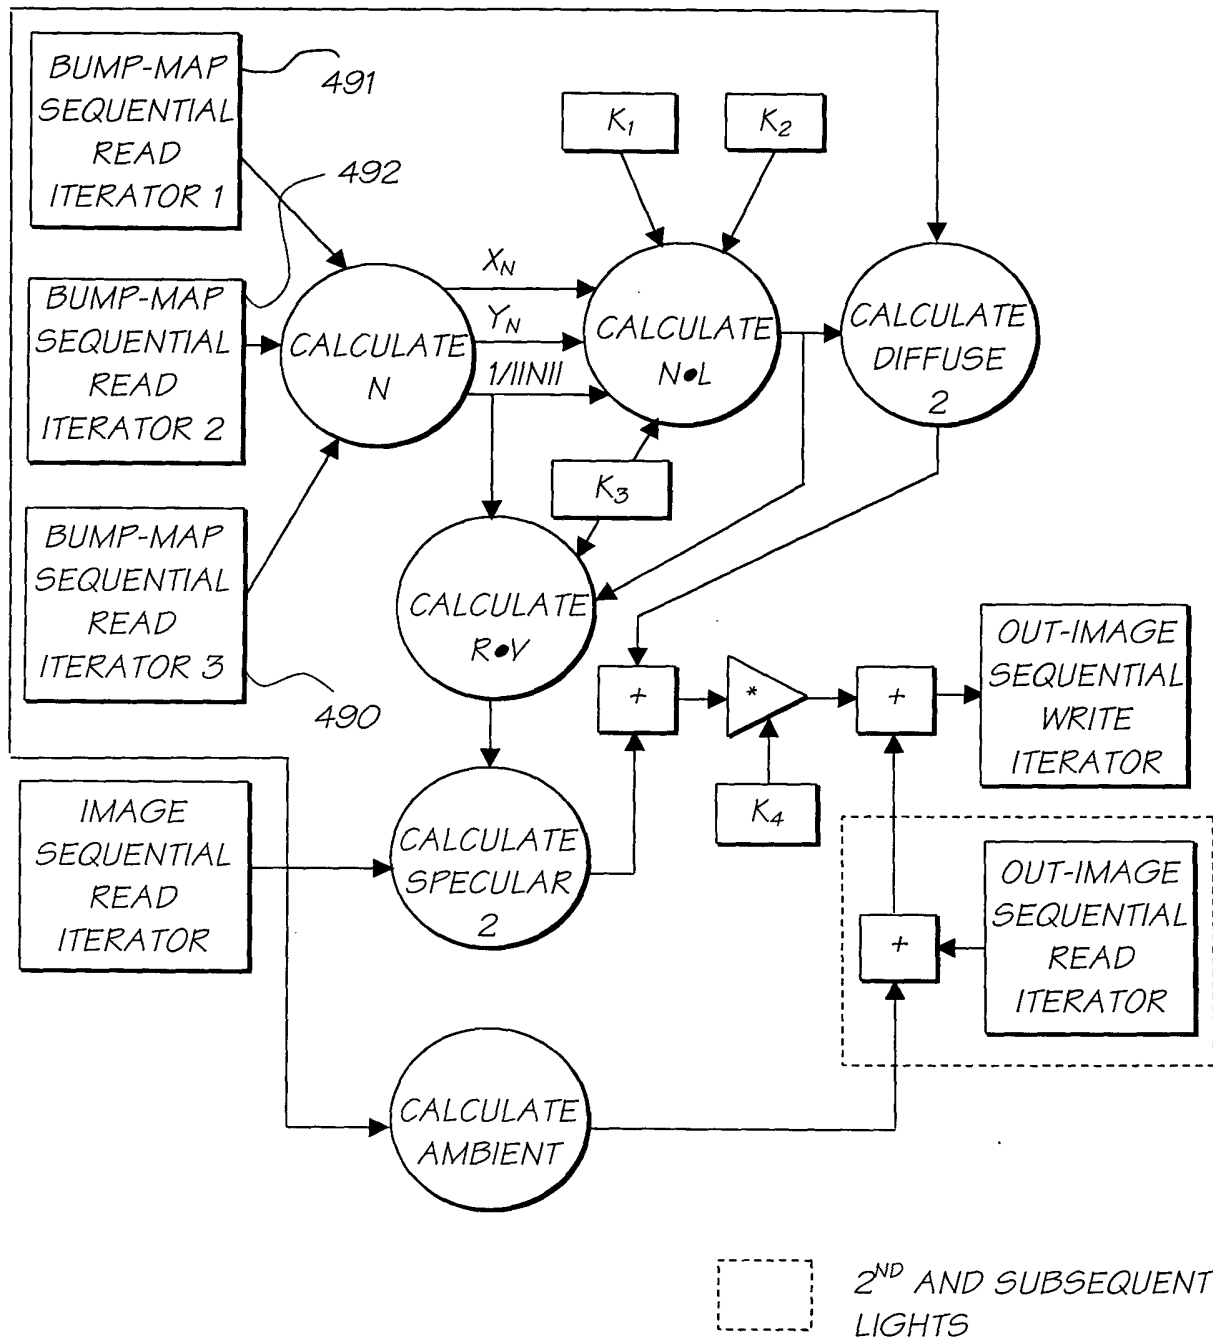 BUMP-MAP
SEQUENTIAL
READ
ITERATOR 1
491
K1
K2
492
BUMP-MAP
SEQUENTIAL
READ
ITERATOR 2
CALCULATE
N
XN
YN
1/||N||
CALCULATE
N•L
CALCULATE
DIFFUSE
2
K3
BUMP-MAP
SEQUENTIAL
READ
ITERATOR 3
490
CALCULATE
R•V
+
*
+
K4
OUT-IMAGE
SEQUENTIAL
WRITE
ITERATOR
IMAGE
SEQUENTIAL
READ
ITERATOR
CALCULATE
SPECULAR
2
+
OUT-IMAGE
SEQUENTIAL
READ
ITERATOR
CALCULATE
AMBIENT
2ND AND SUBSEQUENT
LIGHTS